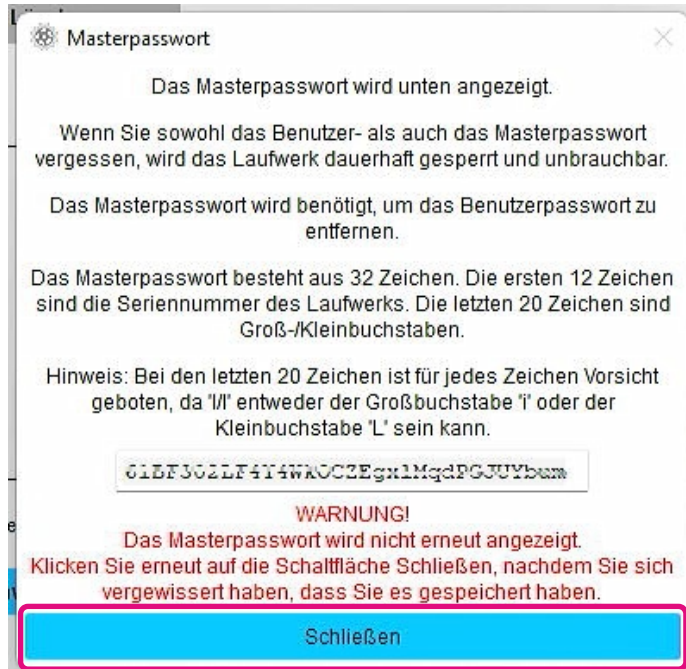 Masterpasswort
Das Masterpasswort wird unten angezeigt.
Wenn Sie sowohl das Benutzer- als auch das Masterpasswort
vergessen, wird das Laufwerk dauerhaft gesperrt und unbrauchbar.
Das Masterpasswort wird benötigt, um das Benutzerpasswort zu
entfernen.
Das Masterpasswort besteht aus 32 Zeichen. Die ersten 12 Zeichen
sind die Seriennummer des Laufwerks. Die letzten 20 Zeichen sind
Groß-/Kleinbuchstaben.
Hinweis: Bei den letzten 20 Zeichen ist für jedes Zeichen Vorsicht
geboten, da 'I/l' entweder der Großbuchstabe 'i' oder der
Kleinbuchstabe 'L' sein kann.
WARNUNG!
Das Masterpasswort wird nicht erneut angezeigt.
Klicken Sie erneut auf die Schaltfläche Schließen, nachdem Sie sich
vergewissert haben, dass Sie es gespeichert haben.
Schließen